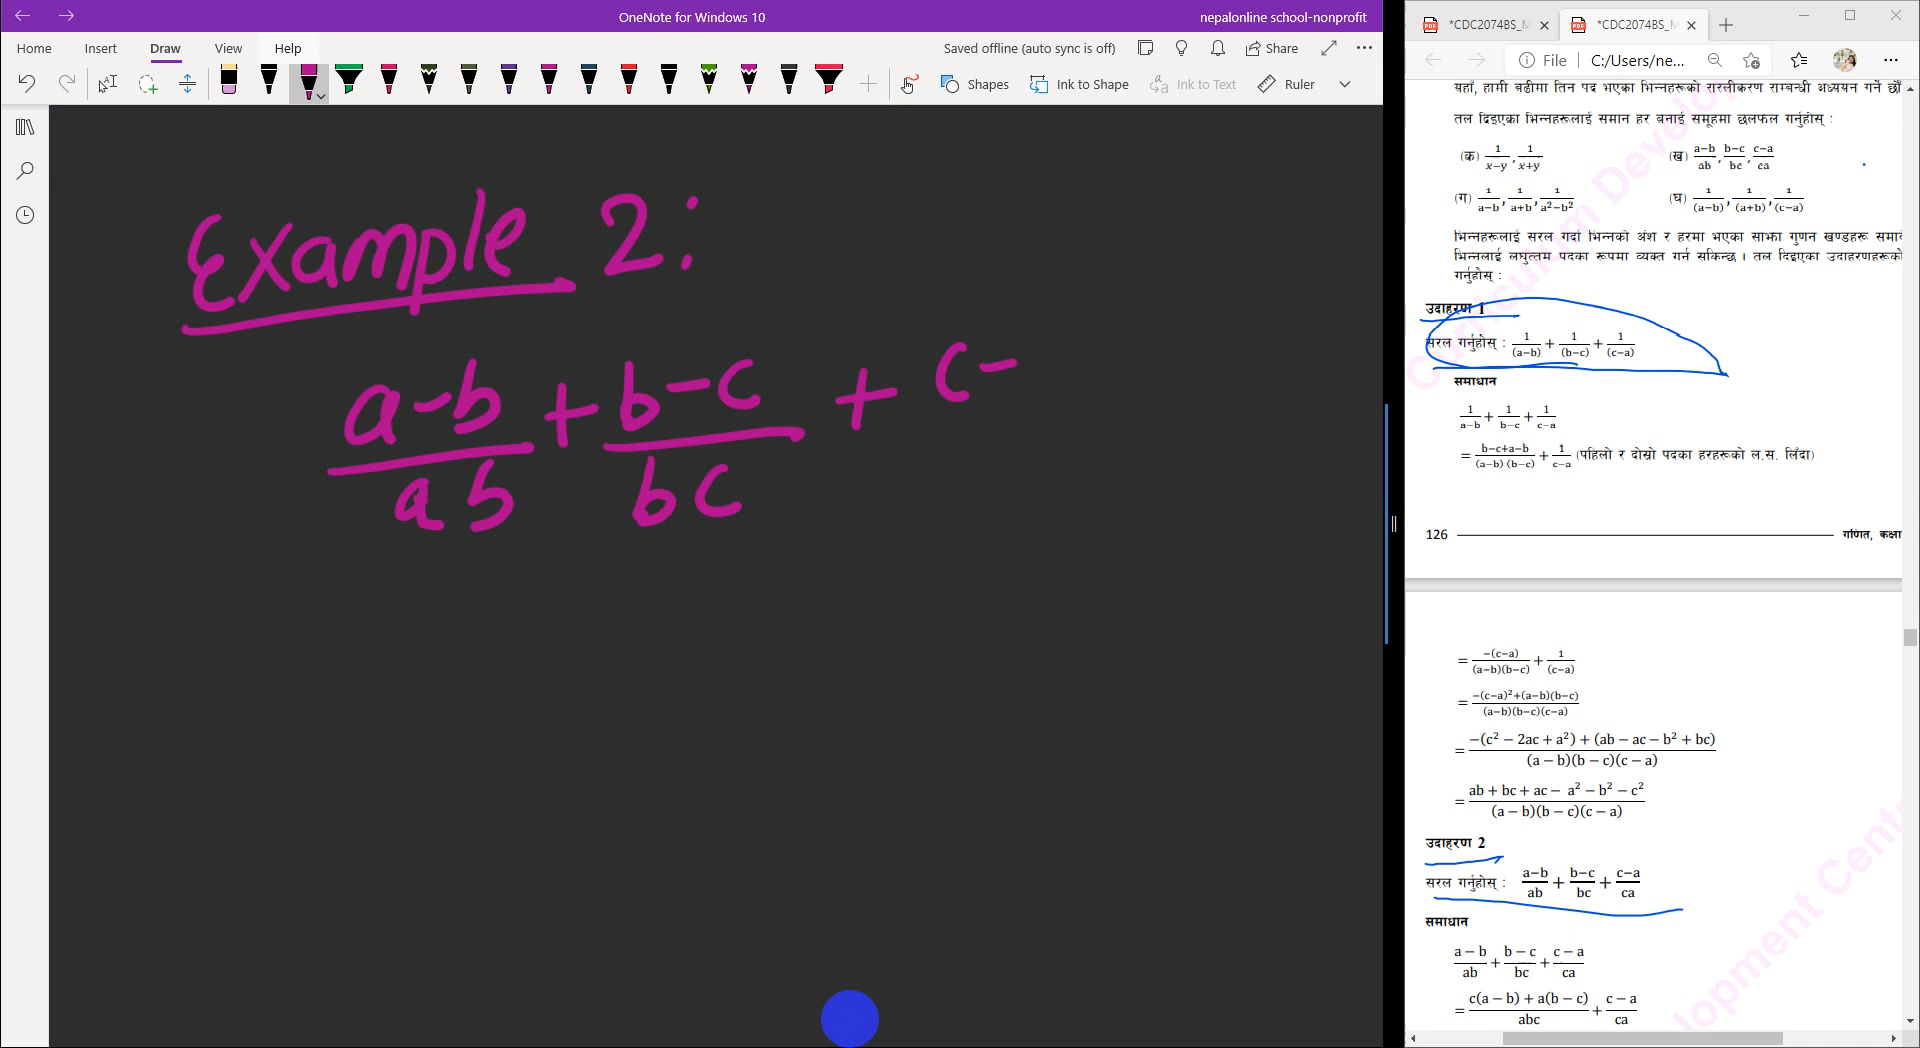 OneNote for Windows 10
nepalonline school-nonprofit
Home Insert Draw View Help
Saved offline (auto sync is off)
Share
Shapes
Ink to Shape
Ink to Text
Ruler
Example 2:
a-b/ab + b-c/bc + c-
*CDC2074BS_M
*CDC2074BS_M
File C:/Users/ne...
यहाँ, हामी बढीमा तिन पद भएका भिन्नहरूको सरलीकरण सम्बन्धी अध्ययन गर्ने छौँ
तल दिइएका भिन्नहरूलाई समान हर बनाई समूहमा छलफल गर्नुहोस् :
(क) 1/x−y, 1/x+y (ख) a−b/ab, b−c/bc, c−a/ca
(ग) 1/a−b, 1/a+b, 1/a²−b² (घ) 1/(a−b), 1/(a+b), 1/(c−a)
भिन्नहरूलाई सरल गर्दा भिन्नको अंश र हरमा भएका साझा गुणन खण्डहरू
भिन्नलाई लघुत्तम पदका रूपमा व्यक्त गर्न सकिन्छ । तल दिइएका उदाहरणहरूको
गर्नुहोस् :
उदाहरण 1
सरल गर्नुहोस् : 1/(a−b) + 1/(b−c) + 1/(c−a)
समाधान
1/a−b + 1/b−c + 1/c−a
= b−c+a−b/(a−b)(b−c) + 1/c−a (पहिलो र दोस्रो पदका हरहरूको ल.स. लिँदा)
126 गणित, कक्षा
= −(c−a)/(a−b)(b−c) + 1/(c−a)
= −(c−a)²+(a−b)(b−c)/(a−b)(b−c)(c−a)
= −(c² − 2ac + a²) + (ab − ac − b² + bc)/(a − b)(b − c)(c − a)
= ab + bc + ac − a² − b² − c²/(a − b)(b − c)(c − a)
उदाहरण 2
सरल गर्नुहोस् : a−b/ab + b−c/bc + c−a/ca
समाधान
a − b/ab + b − c/bc + c − a/ca
= c(a − b) + a(b − c)/abc + c − a/ca